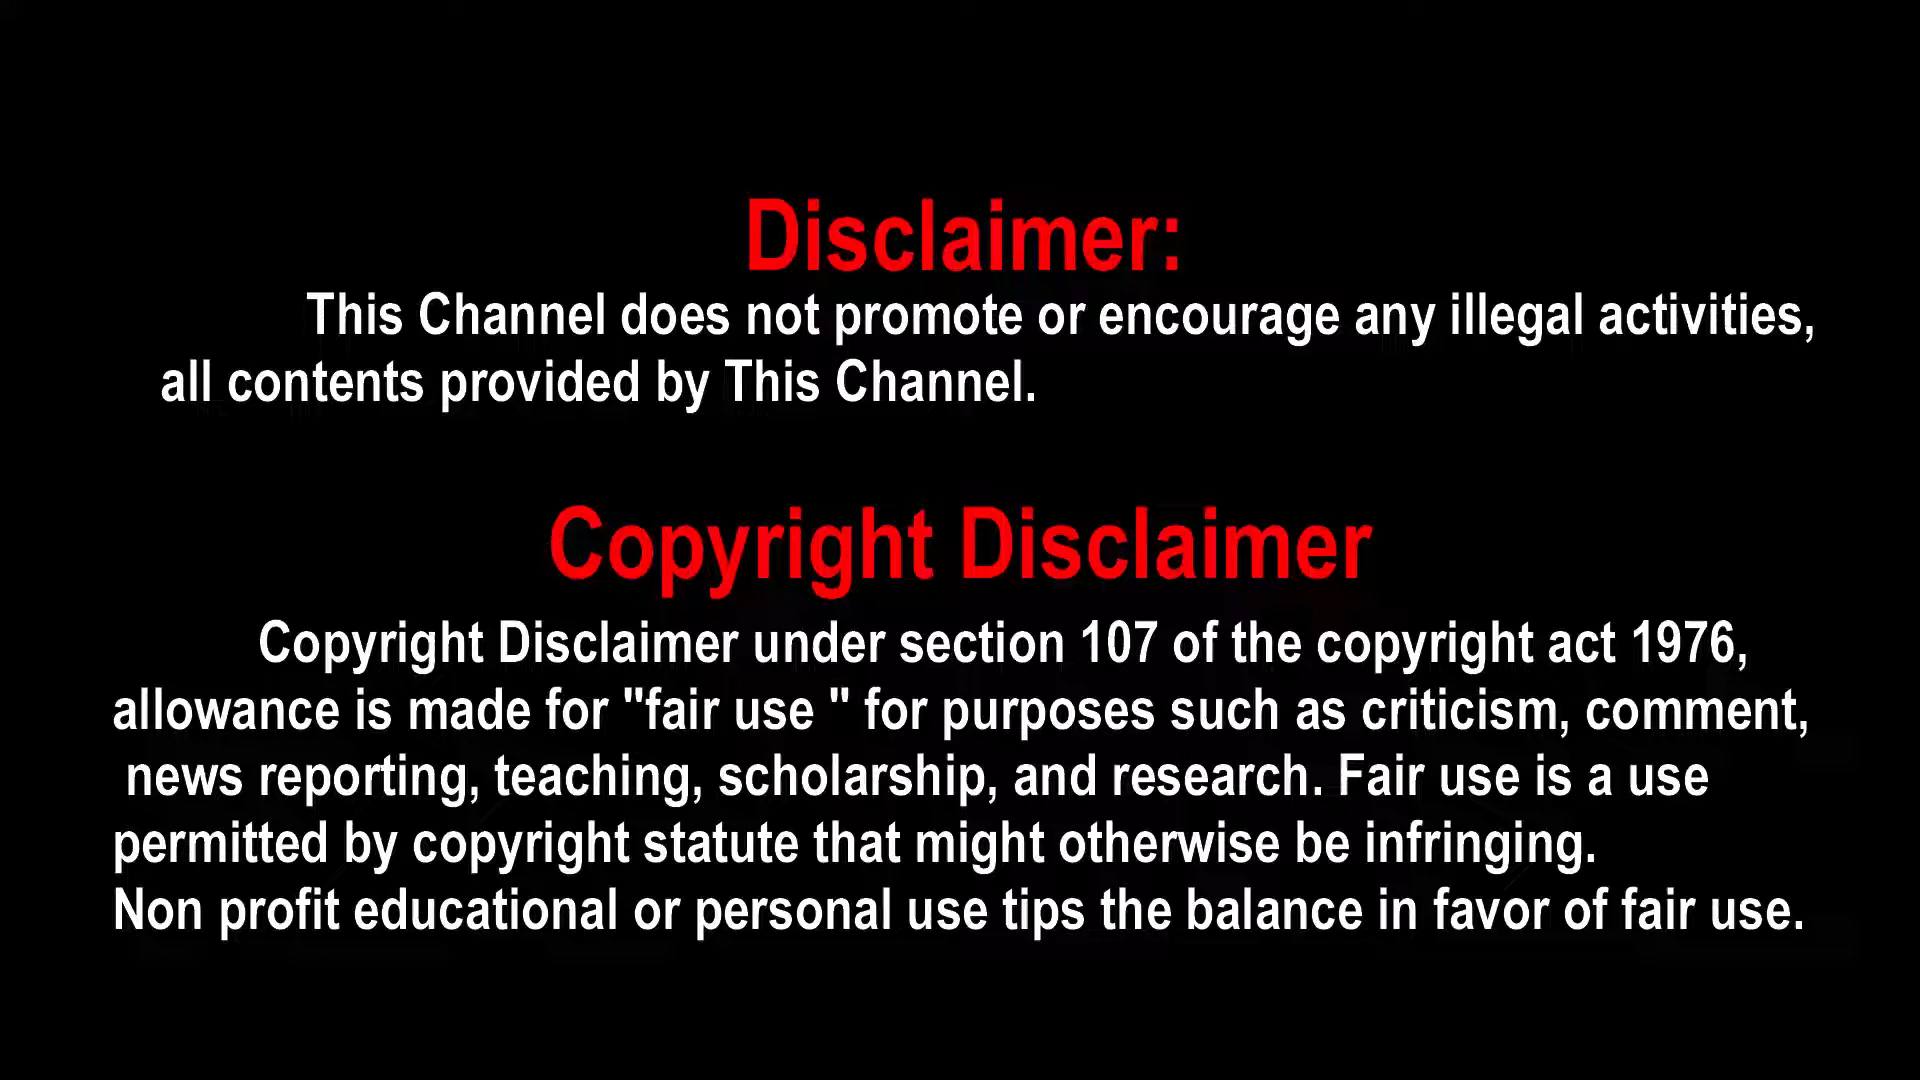 Disclaimer:
This Channel does not promote or encourage any illegal activities,
all contents provided by This Channel.
Copyright Disclaimer
Copyright Disclaimer under section 107 of the copyright act 1976,
allowance is made for "fair use " for purposes such as criticism, comment,
news reporting, teaching, scholarship, and research. Fair use is a use
permitted by copyright statute that might otherwise be infringing.
Non profit educational or personal use tips the balance in favor of fair use.